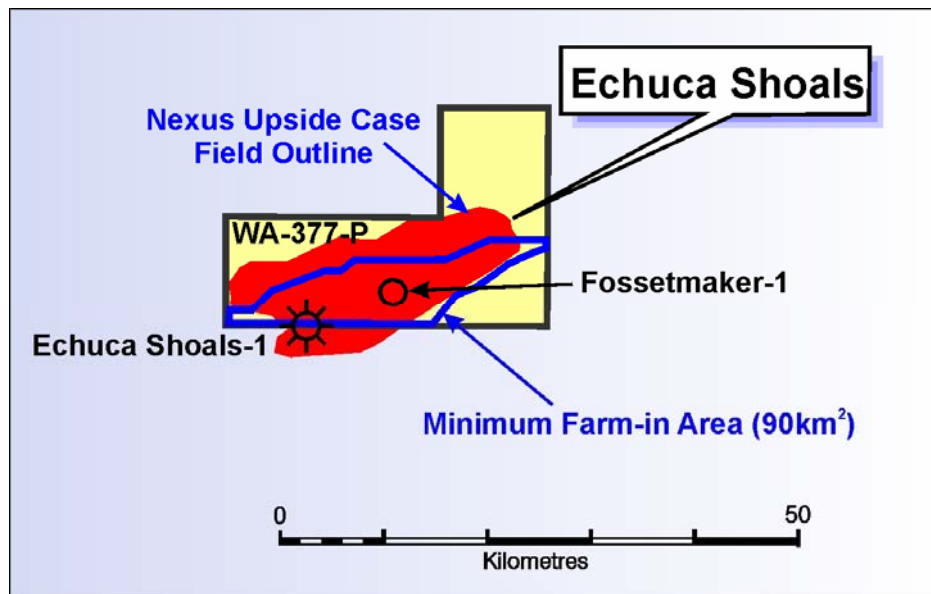 Echuca Shoals
Nexus Upside Case
Field Outline
WA-377-P
Fossetmaker-1
Echuca Shoals-1
Minimum Farm-in Area (90km²)
0 50
Kilometres